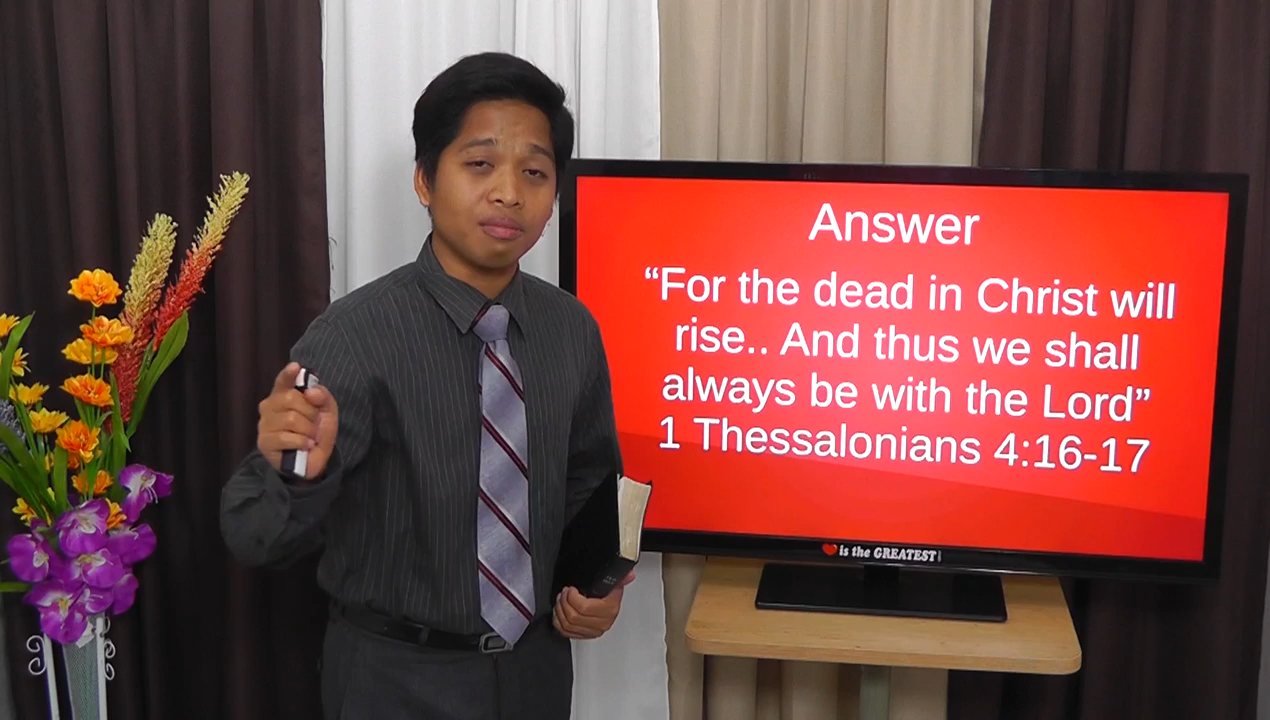 Answer
“For the dead in Christ will
rise.. And thus we shall
always be with the Lord”
1 Thessalonians 4:16-17
is the GREATEST!